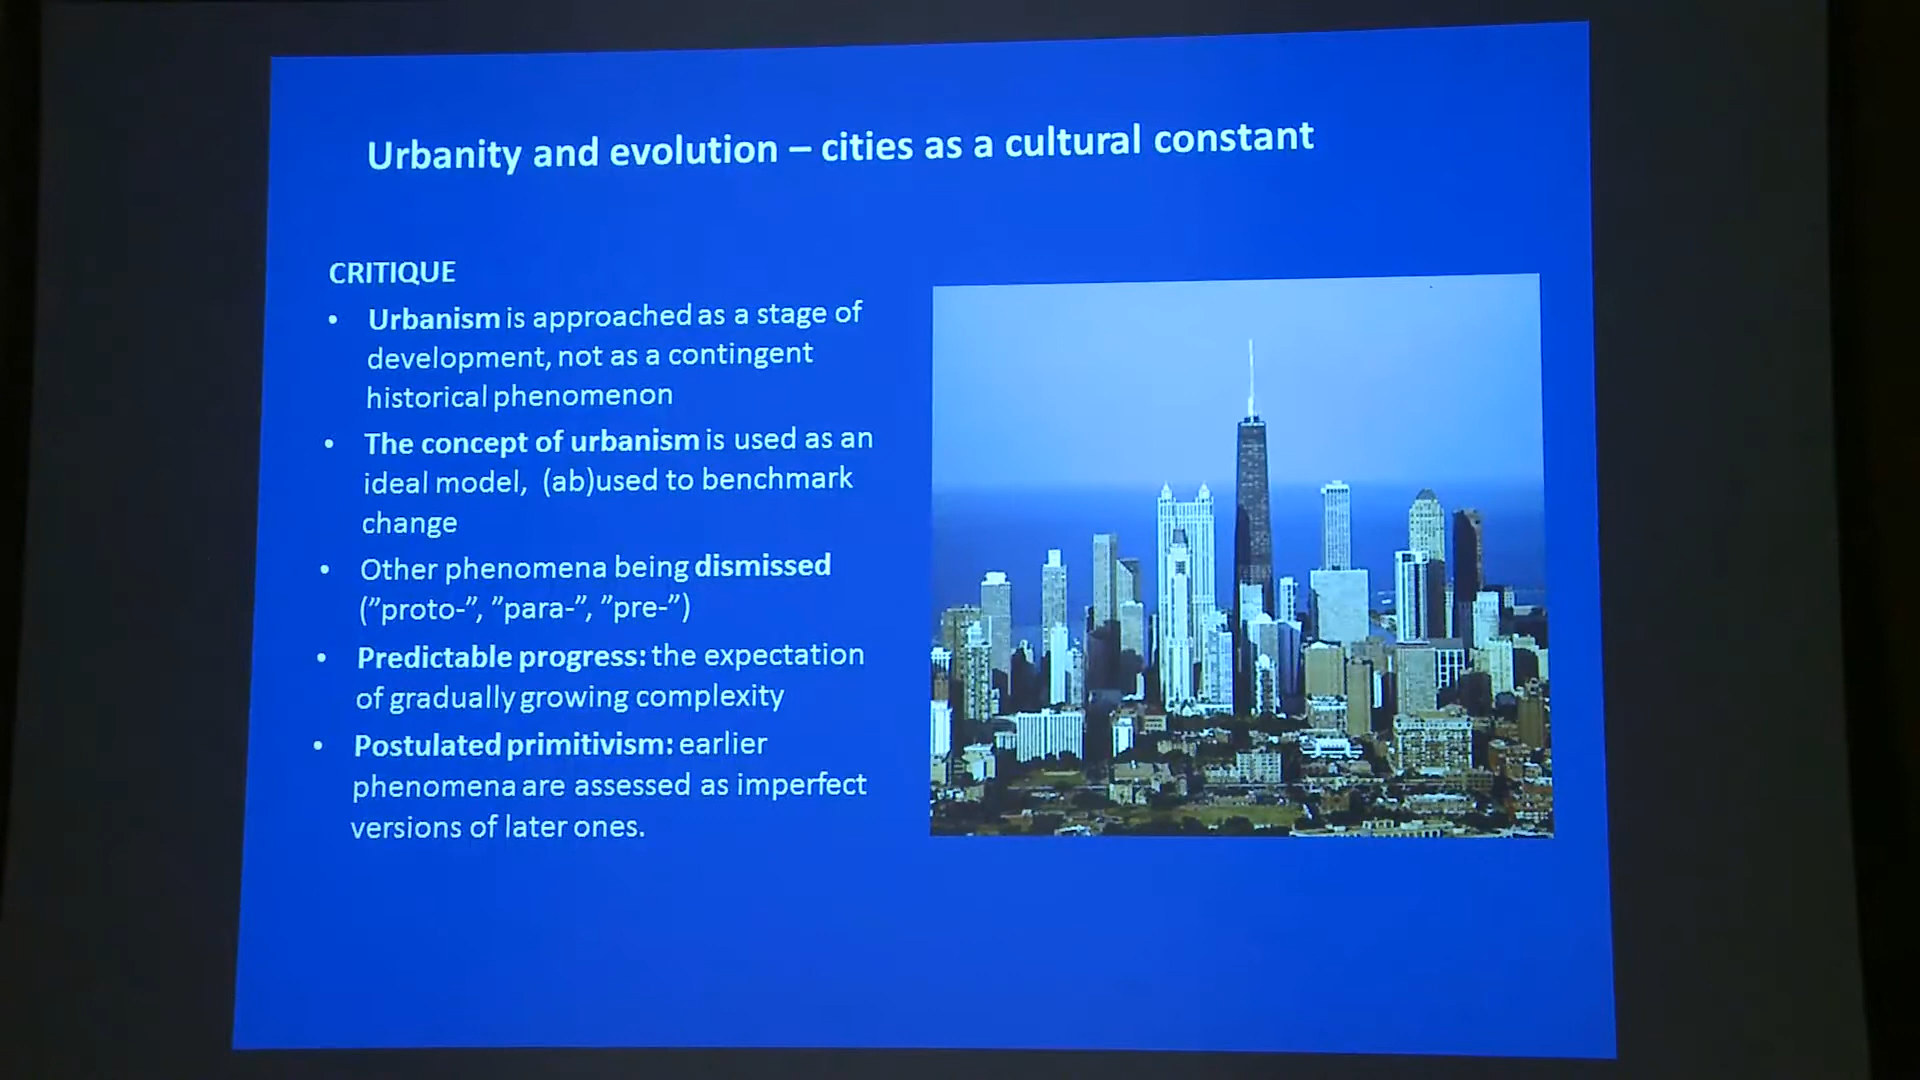 Urbanity and evolution – cities as a cultural constant
CRITIQUE
• Urbanism is approached as a stage of
development, not as a contingent
historical phenomenon
• The concept of urbanism is used as an
ideal model, (ab)used to benchmark
change
• Other phenomena being dismissed
(”proto-”, ”para-”, ”pre-”)
• Predictable progress: the expectation
of gradually growing complexity
• Postulated primitivism: earlier
phenomena are assessed as imperfect
versions of later ones.